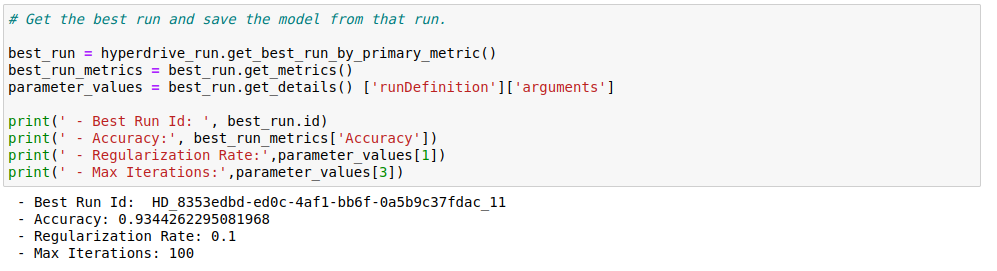 # Get the best run and save the model from that run.
best_run = hyperdrive_run.get_best_run_by_primary_metric()
best_run_metrics = best_run.get_metrics()
parameter_values = best_run.get_details() ['runDefinition']['arguments']
print(' - Best Run Id: ', best_run.id)
print(' - Accuracy:', best_run_metrics['Accuracy'])
print(' - Regularization Rate:',parameter_values[1])
print(' - Max Iterations:',parameter_values[3])
- Best Run Id:  HD_8353edbd-ed0c-4af1-bb6f-0a5b9c37fdac_11
- Accuracy: 0.9344262295081968
- Regularization Rate: 0.1
- Max Iterations: 100